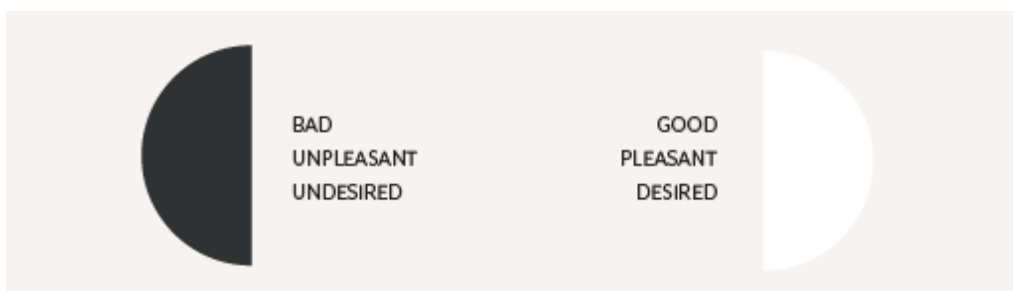 BAD
UNPLEASANT
UNDESIRED
GOOD
PLEASANT
DESIRED